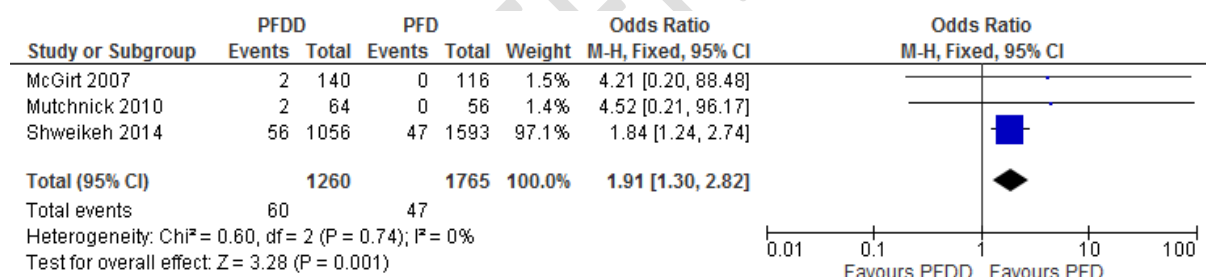 PFDD PFD Odds Ratio Odds Ratio
Study or Subgroup Events Total Events Total Weight M-H, Fixed, 95% CI M-H, Fixed, 95% CI
McGirt 2007 2 140 0 116 1.5% 4.21 [0.20, 88.48]
Mutchnick 2010 2 64 0 56 1.4% 4.52 [0.21, 96.17]
Shweikeh 2014 56 1056 47 1593 97.1% 1.84 [1.24, 2.74]
Total (95% CI) 1260 1765 100.0% 1.91 [1.30, 2.82]
Total events 60 47
Heterogeneity: Chi² = 0.60, df = 2 (P = 0.74); I² = 0%
Test for overall effect: Z = 3.28 (P = 0.001)
0.01 0.1 1 10 100
Favours PFDD Favours PFD